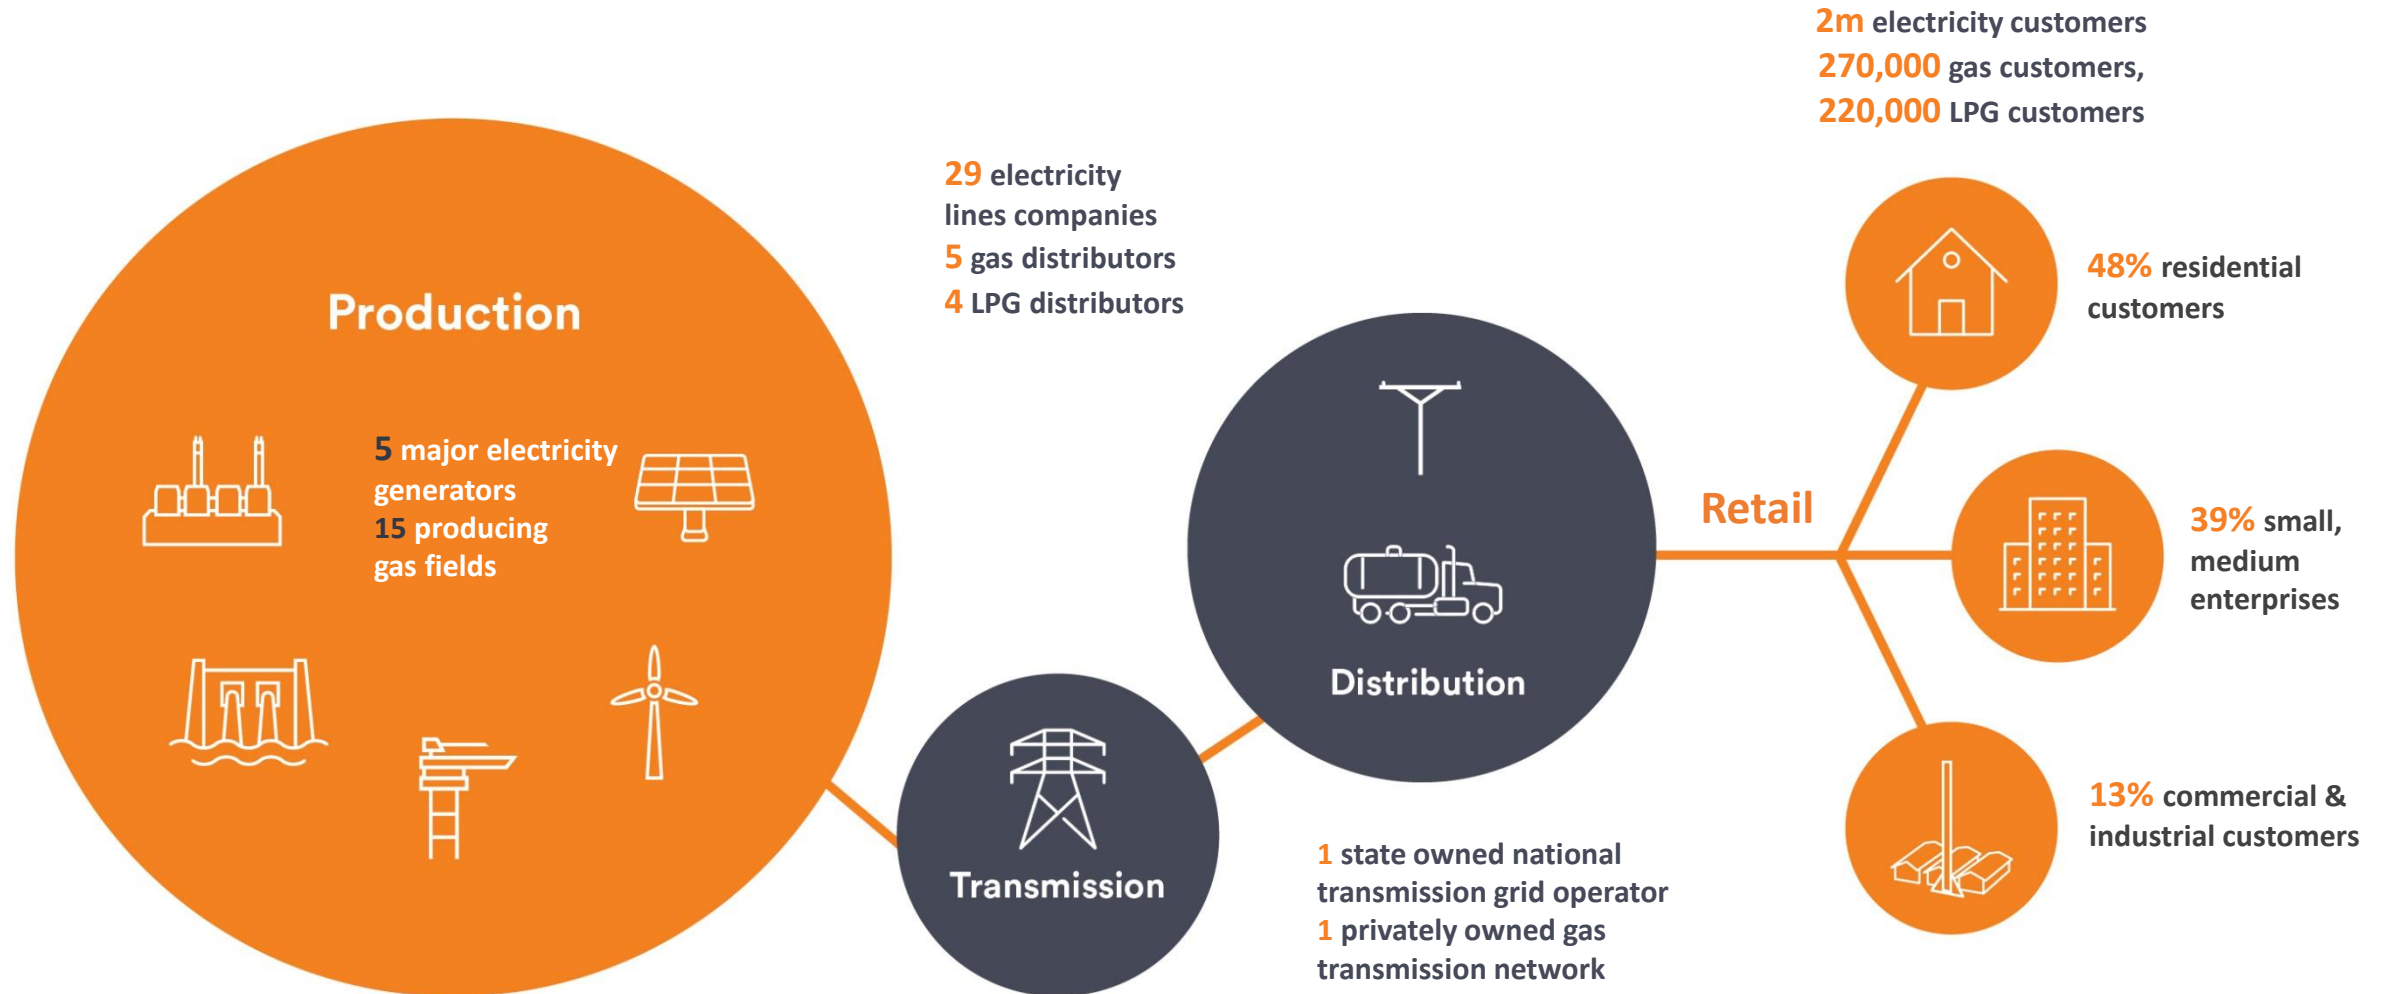 Production
5 major electricity
generators
15 producing
gas fields
29 electricity
lines companies
5 gas distributors
4 LPG distributors
Transmission
1 state owned national
transmission grid operator
1 privately owned gas
transmission network
Distribution
Retail
2m electricity customers
270,000 gas customers,
220,000 LPG customers
48% residential
customers
39% small,
medium
enterprises
13% commercial &
industrial customers